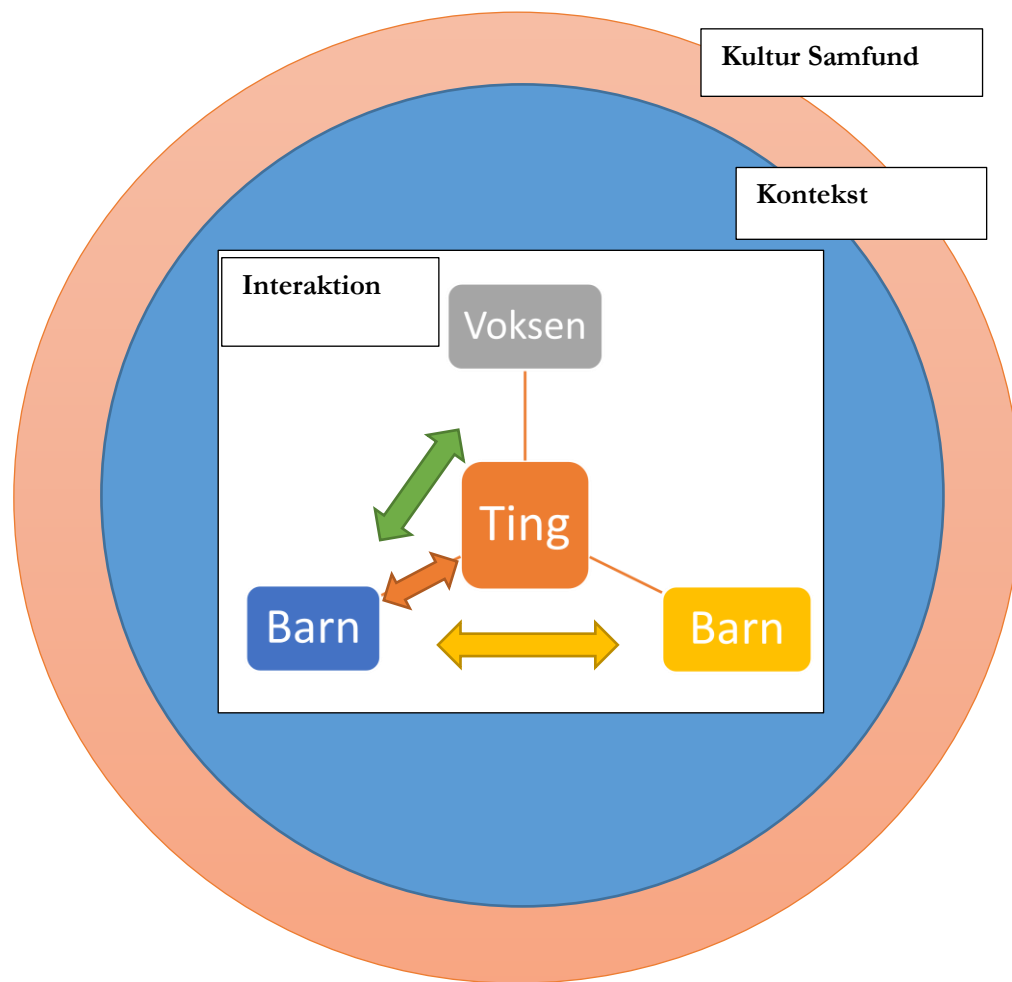 Kultur Samfund
Kontekst
Interaktion
Voksen
Ting
Barn
Barn